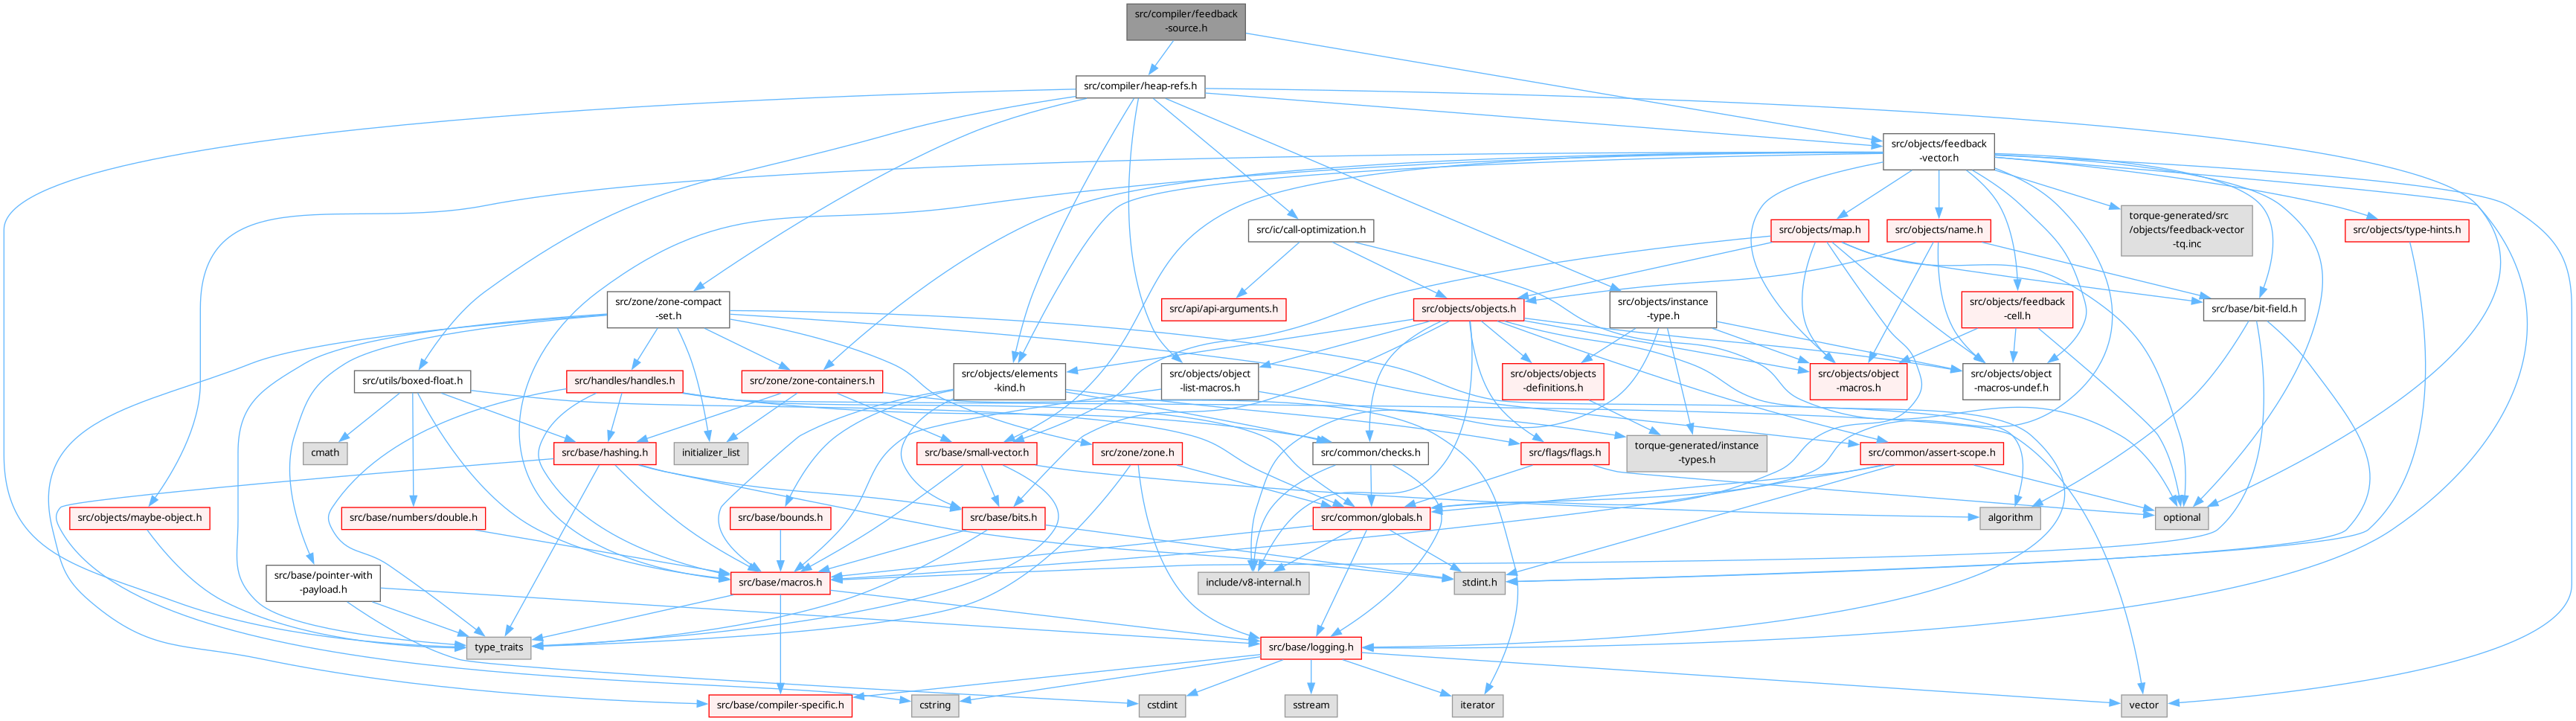 src/compiler/feedback
-source.h
src/compiler/heap-refs.h
src/objects/feedback
-vector.h
torque-generated/src
/objects/feedback-vector
-tq.inc
src/ic/call-optimization.h
src/objects/map.h
src/objects/name.h
src/objects/type-hints.h
src/zone/zone-compact
-set.h
src/api/api-arguments.h
src/objects/objects.h
src/objects/instance
-type.h
src/objects/feedback
-cell.h
src/base/bit-field.h
src/utils/boxed-float.h
src/handles/handles.h
src/zone/zone-containers.h
src/objects/elements
-kind.h
src/objects/object
-list-macros.h
src/objects/objects
-definitions.h
src/objects/object
-macros.h
src/objects/object
-macros-undef.h
cmath
src/base/hashing.h
initializer_list
src/base/small-vector.h
src/zone/zone.h
src/common/checks.h
src/flags/flags.h
torque-generated/instance
-types.h
src/common/assert-scope.h
src/objects/maybe-object.h
src/base/numbers/double.h
src/base/bounds.h
src/base/bits.h
src/common/globals.h
algorithm
optional
src/base/pointer-with
-payload.h
src/base/macros.h
include/v8-internal.h
stdint.h
type_traits
src/base/logging.h
src/base/compiler-specific.h
cstring
cstdint
sstream
iterator
vector